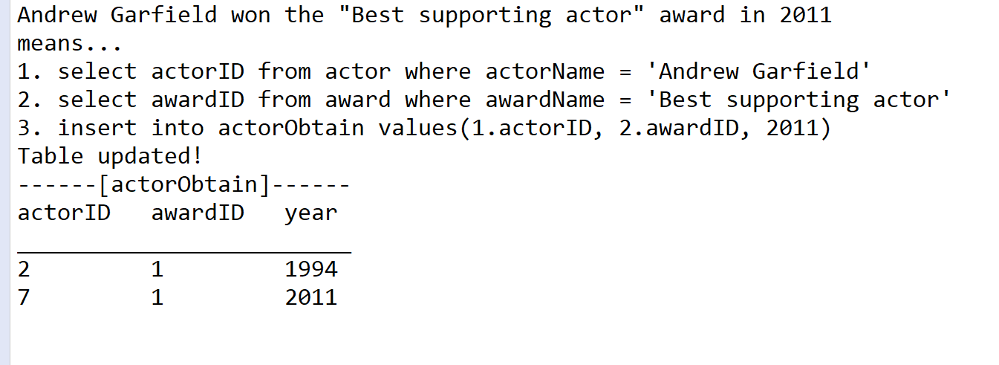 Andrew Garfield won the "Best supporting actor" award in 2011
means...
1. select actorID from actor where actorName = 'Andrew Garfield'
2. select awardID from award where awardName = 'Best supporting actor'
3. insert into actorObtain values(1.actorID, 2.awardID, 2011)
Table updated!
------[actorObtain]------
actorID   awardID   year
_________________________
2         1         1994
7         1         2011